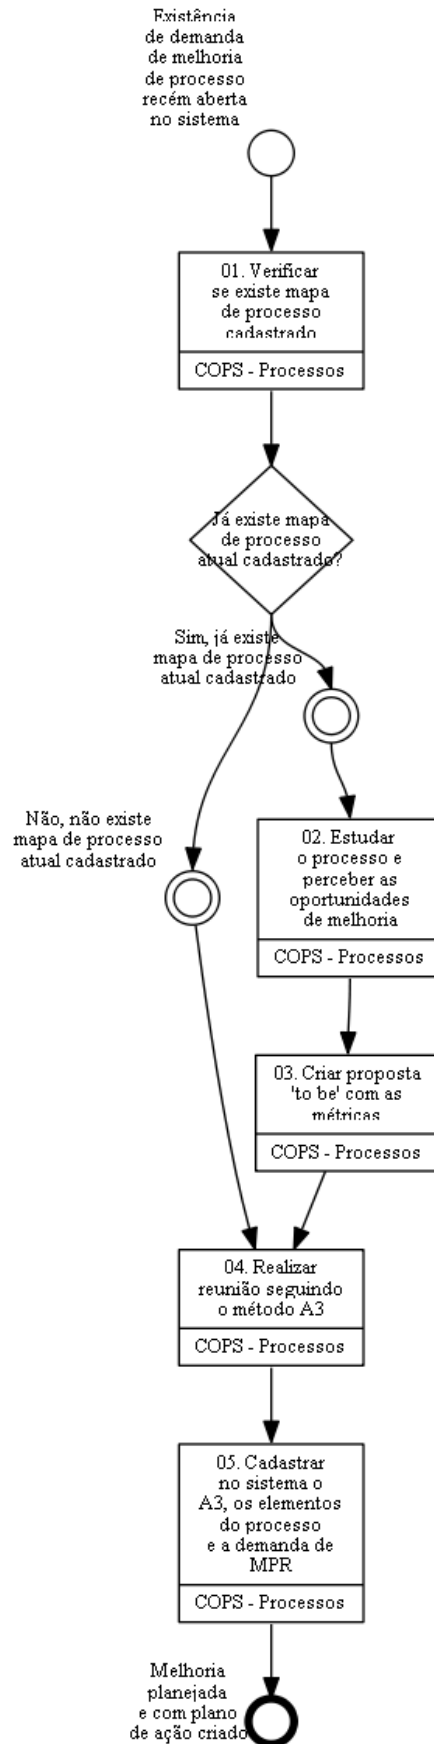 Existência
de demanda
de melhoria
de processo
recém aberta
no sistema
01. Verificar
se existe mapa
de processo
cadastrado
COPS - Processos
Já existe mapa
de processo
atual cadastrado?
Sim, já existe
mapa de processo
atual cadastrado
Não, não existe
mapa de processo
atual cadastrado
02. Estudar
o processo e
perceber as
oportunidades
de melhoria
COPS - Processos
03. Criar proposta
'to be' com as
métricas
COPS - Processos
04. Realizar
reunião seguindo
o método A3
COPS - Processos
05. Cadastrar
no sistema o
A3, os elementos
do processo
e a demanda de
MPR
COPS - Processos
Melhoria
planejada
e com plano
de ação criado